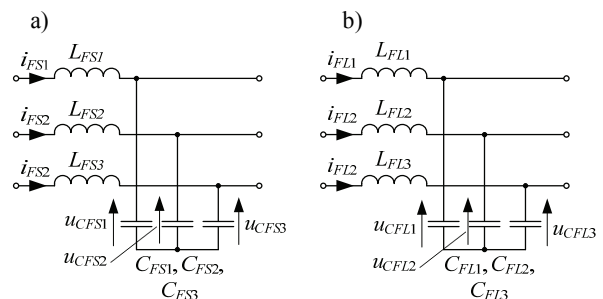 a)
b)
iFS1
LFS1
iFS2
LFS2
iFS2
LFS3
uCFS1
uCFS2
uCFS3
CFS1, CFS2,
CFS3
iFL1
LFL1
iFL2
LFL2
iFL2
LFL3
uCFL1
uCFL2
uCFL3
CFL1, CFL2,
CFL3